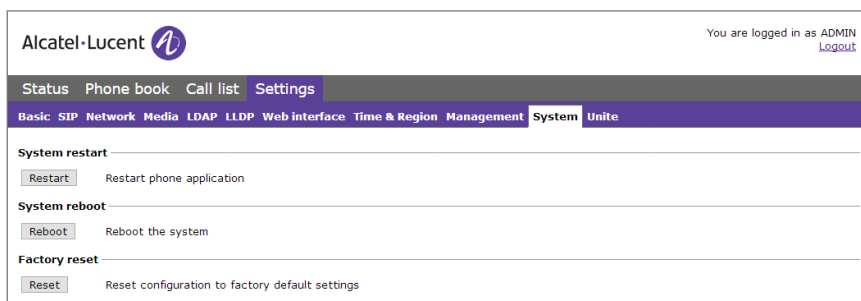 Alcatel·Lucent
You are logged in as ADMIN
Logout
Status Phone book Call list Settings
Basic SIP Network Media LDAP LLDP Web interface Time & Region Management System Unite
System restart
Restart Restart phone application
System reboot
Reboot Reboot the system
Factory reset
Reset Reset configuration to factory default settings